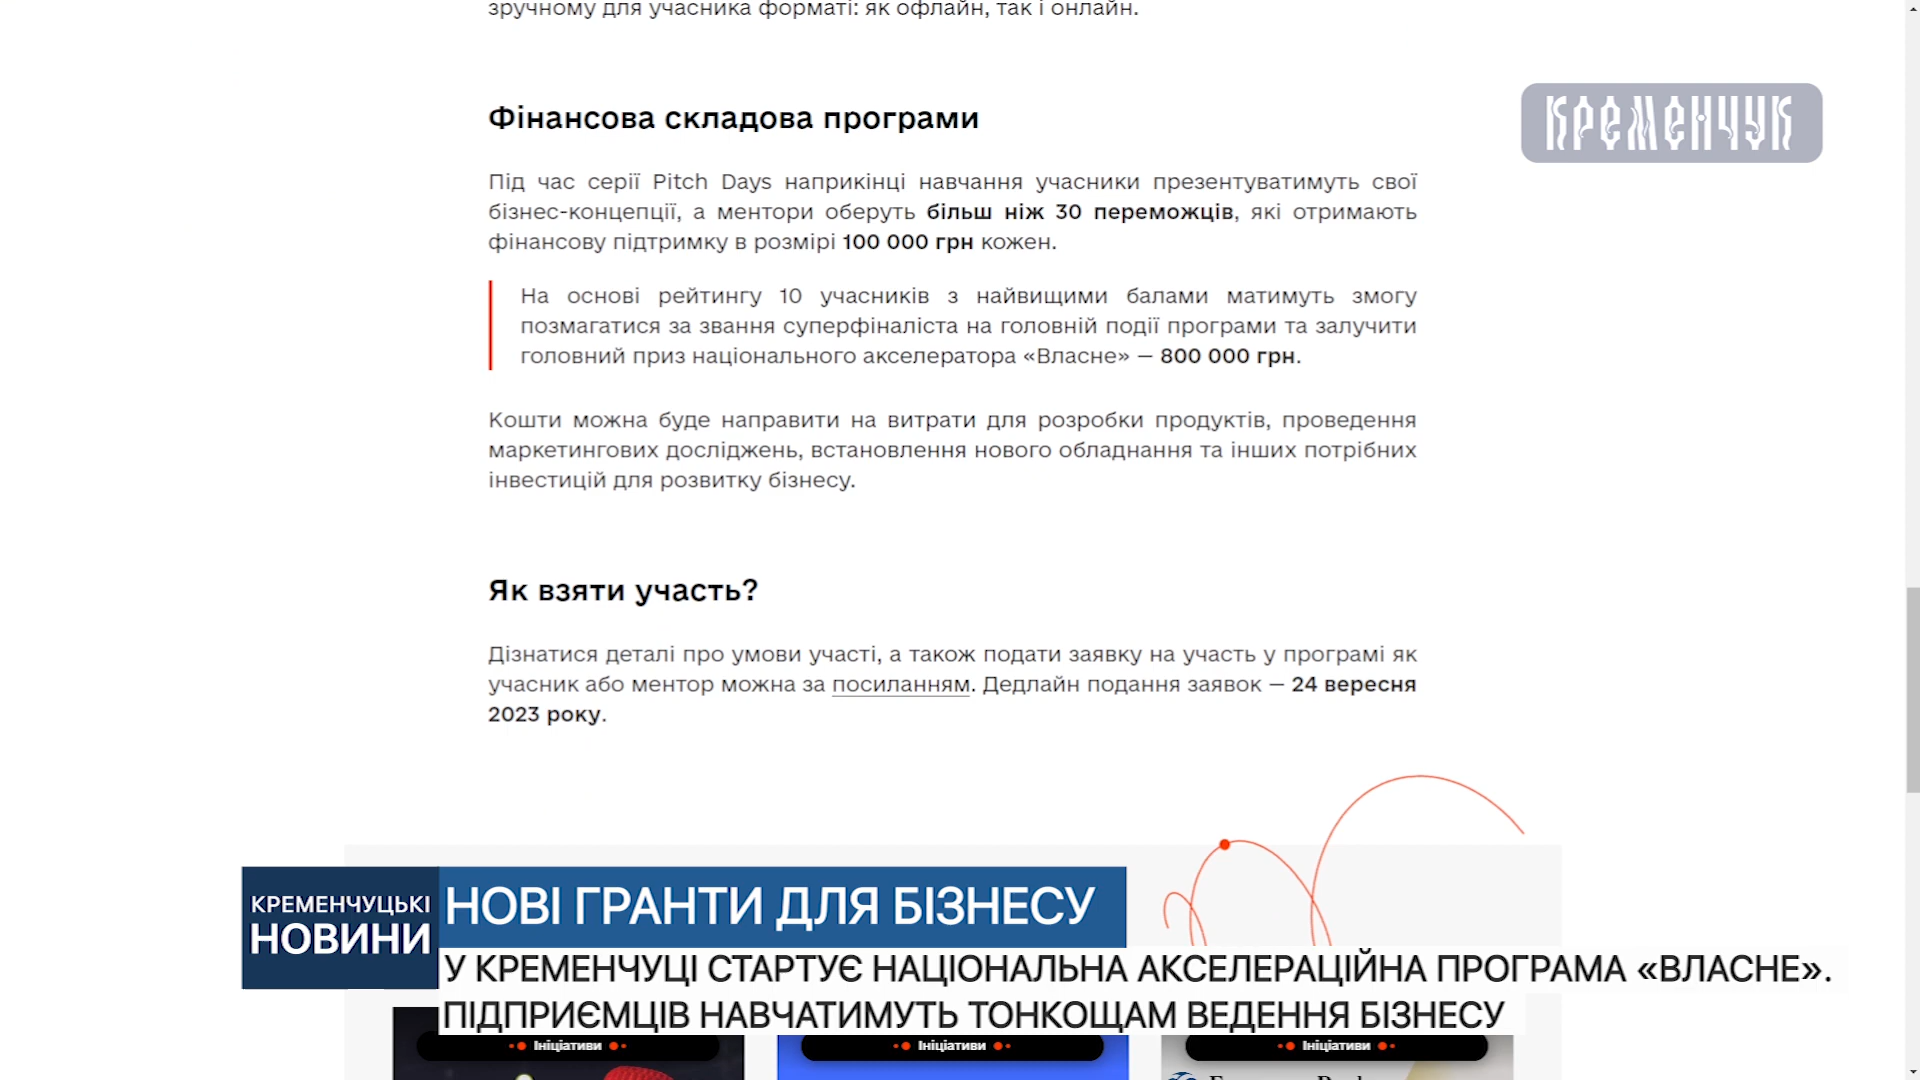 зручному для учасника форматі: як офлайн, так і онлайн.
КРЕМЕНЧУК
Фінансова складова програми
Під час серії Pitch Days наприкінці навчання учасники презентуватимуть свої
бізнес-концепції, а ментори оберуть більш ніж 30 переможців, які отримають
фінансову підтримку в розмірі 100 000 грн кожен.
На основі рейтингу 10 учасників з найвищими балами матимуть змогу
позмагатися за звання суперфіналіста на головній події програми та залучити
головний приз національного акселератора «Власне» — 800 000 грн.
Кошти можна буде направити на витрати для розробки продуктів, проведення
маркетингових досліджень, встановлення нового обладнання та інших потрібних
інвестицій для розвитку бізнесу.
Як взяти участь?
Дізнатися деталі про умови участі, а також подати заявку на участь у програмі як
учасник або ментор можна за посиланням. Дедлайн подання заявок — 24 вересня
2023 року.
КРЕМЕНЧУЦЬКІ
НОВИНИ
НОВІ ГРАНТИ ДЛЯ БІЗНЕСУ
У КРЕМЕНЧУЦІ СТАРТУЄ НАЦІОНАЛЬНА АКСЕЛЕРАЦІЙНА ПРОГРАМА «ВЛАСНЕ».
ПІДПРИЄМЦІВ НАВЧАТИМУТЬ ТОНКОЩАМ ВЕДЕННЯ БІЗНЕСУ
Ініціативи
Ініціативи
Ініціативи